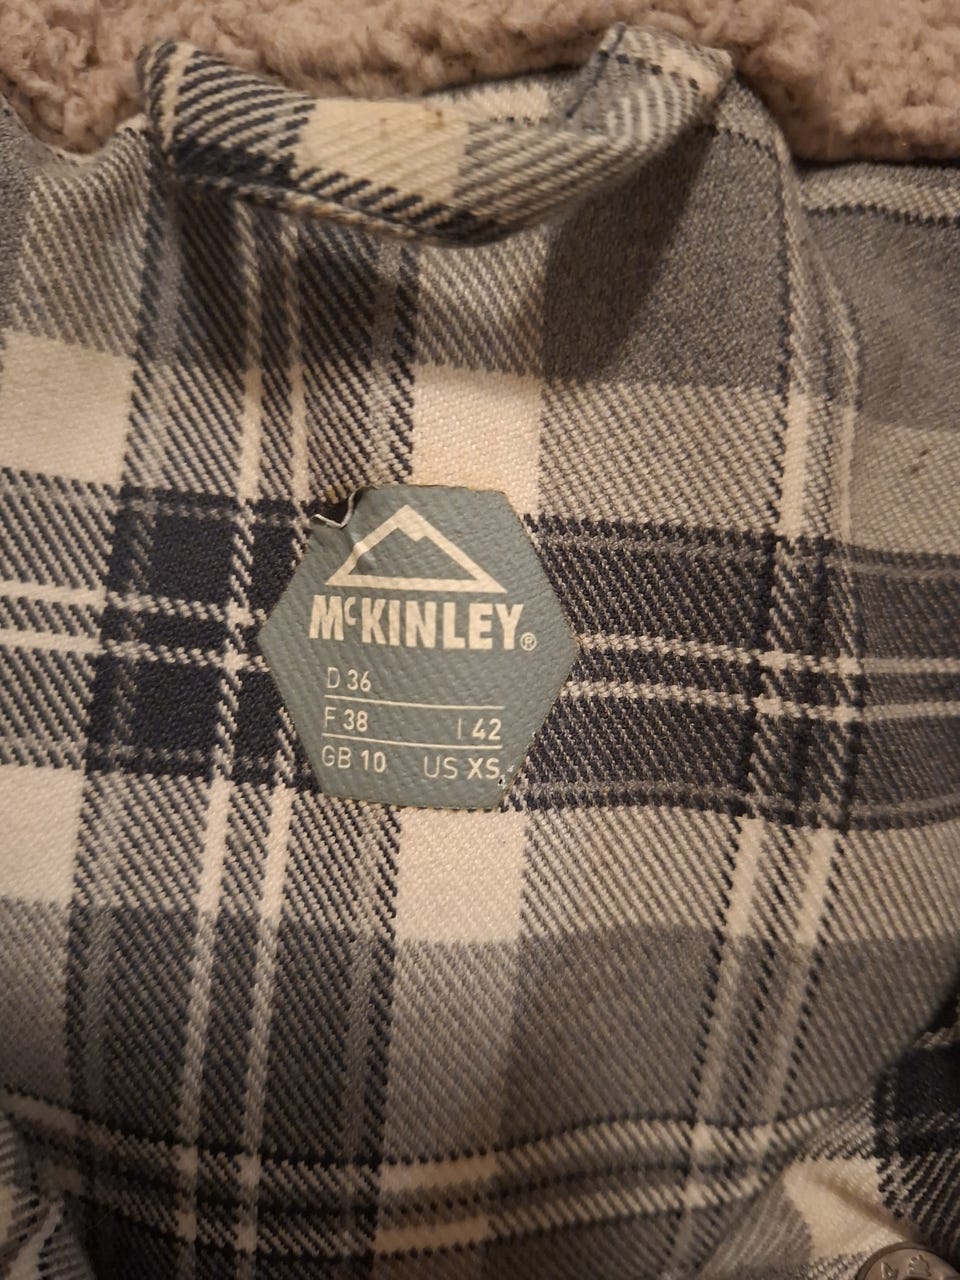 McKINLEY®
D 36
F 38 I 42
GB 10 US XS